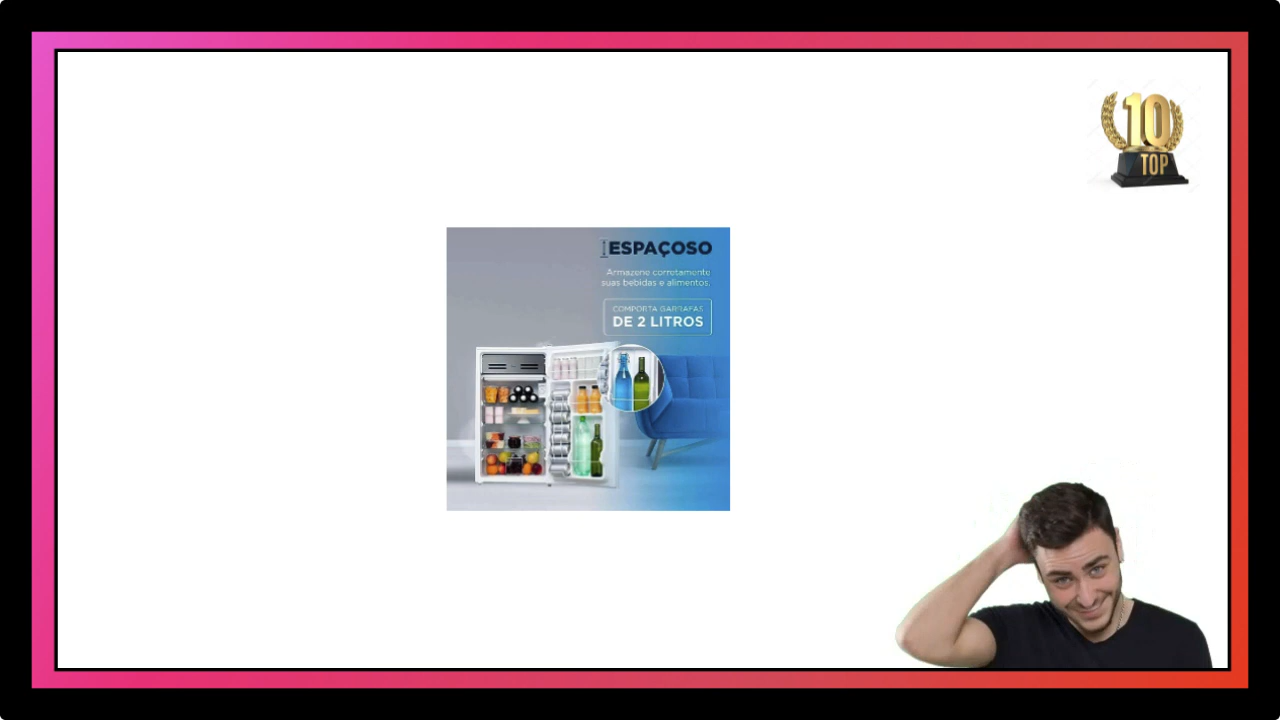 10
TOP
ESPAÇOSO
Armazene corretamente
suas bebidas e alimentos.
COMPORTA GARRAFAS
DE 2 LITROS